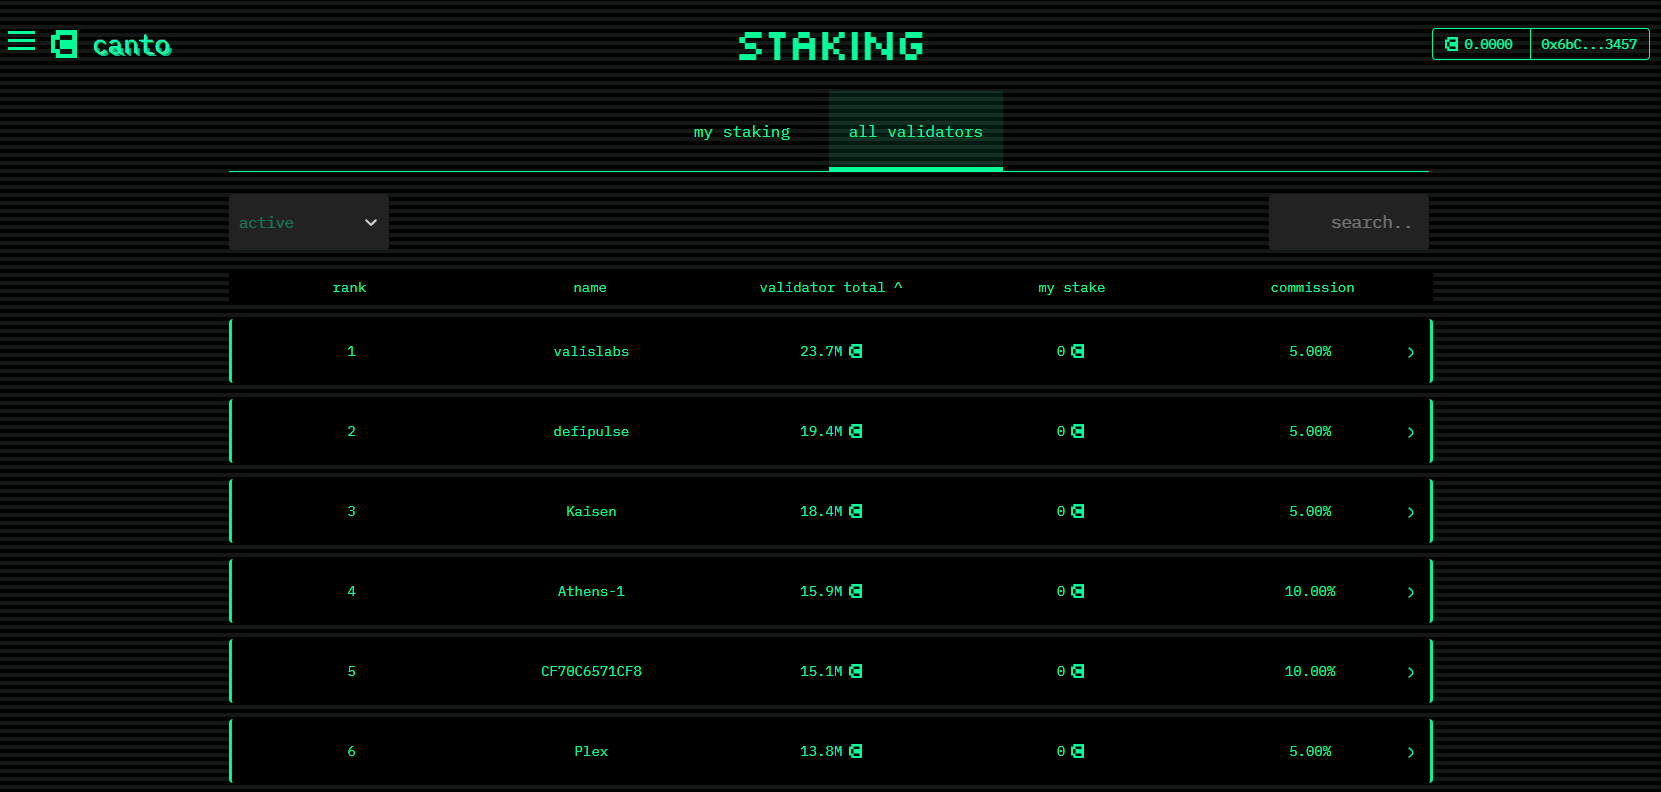 canto
STAKING
0.0000 0x6bC...3457
my staking all validators
active search..
rank name validator total ^ my stake commission
1 valislabs 23.7M 0 5.00%
2 defipulse 19.4M 0 5.00%
3 Kaisen 18.4M 0 5.00%
4 Athens-1 15.9M 0 10.00%
5 CF70C6571CF8 15.1M 0 10.00%
6 Plex 13.8M 0 5.00%